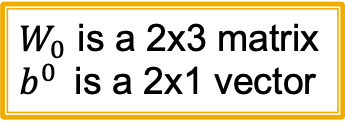 W₀ is a 2x3 matrix
b⁰ is a 2x1 vector